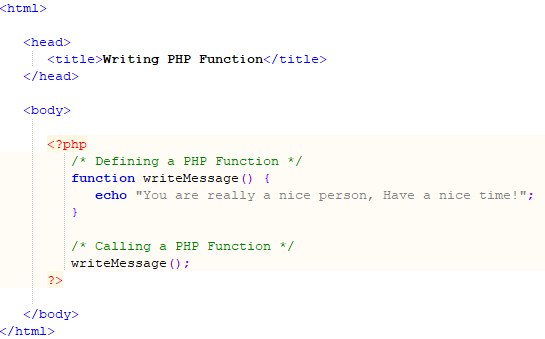 <html>
<head>
<title>Writing PHP Function</title>
</head>
<body>
<?php
/* Defining a PHP Function */
function writeMessage() {
echo "You are really a nice person, Have a nice time!";
}
/* Calling a PHP Function */
writeMessage();
?>
</body>
</html>